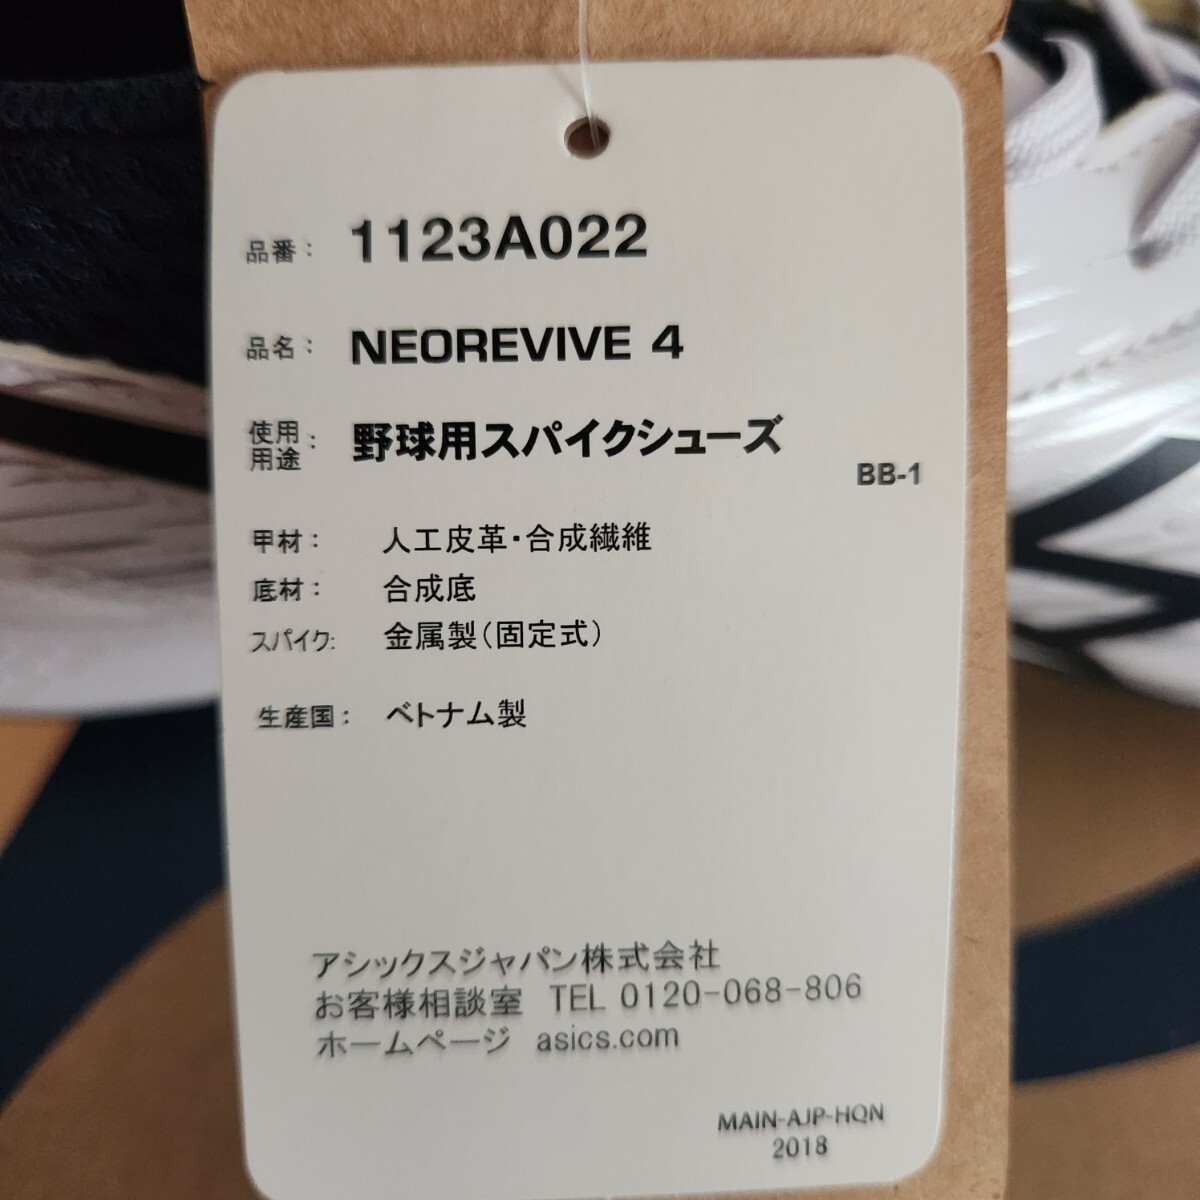 品番： 1123A022
品名： NEOREVIVE 4
使用用途： 野球用スパイクシューズ
BB-1
甲材： 人工皮革・合成繊維
底材： 合成底
スパイク: 金属製（固定式）
生産国： ベトナム製
アシックスジャパン株式会社
お客様相談室 TEL 0120-068-806
ホームページ asics.com
MAIN-AJP-HQN
2018